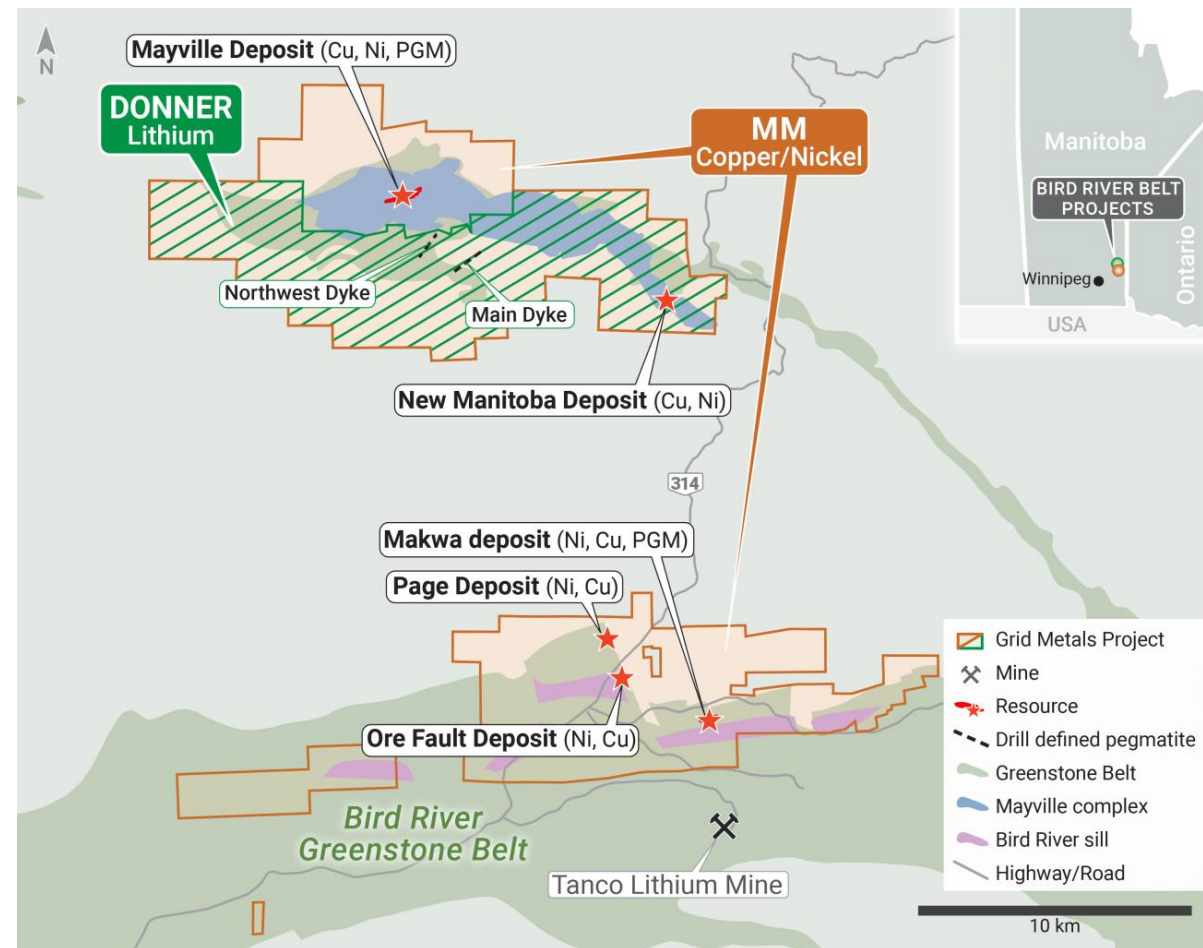 N
Mayville Deposit (Cu, Ni, PGM)
DONNER
Lithium
MM
Copper/Nickel
Manitoba
BIRD RIVER BELT
PROJECTS
Winnipeg
Ontario
USA
Northwest Dyke
Main Dyke
New Manitoba Deposit (Cu, Ni)
314
Makwa deposit (Ni, Cu, PGM)
Page Deposit (Ni, Cu)
Ore Fault Deposit (Ni, Cu)
Bird River
Greenstone Belt
Tanco Lithium Mine
Grid Metals Project
Mine
Resource
Drill defined pegmatite
Greenstone Belt
Mayville complex
Bird River sill
Highway/Road
10 km